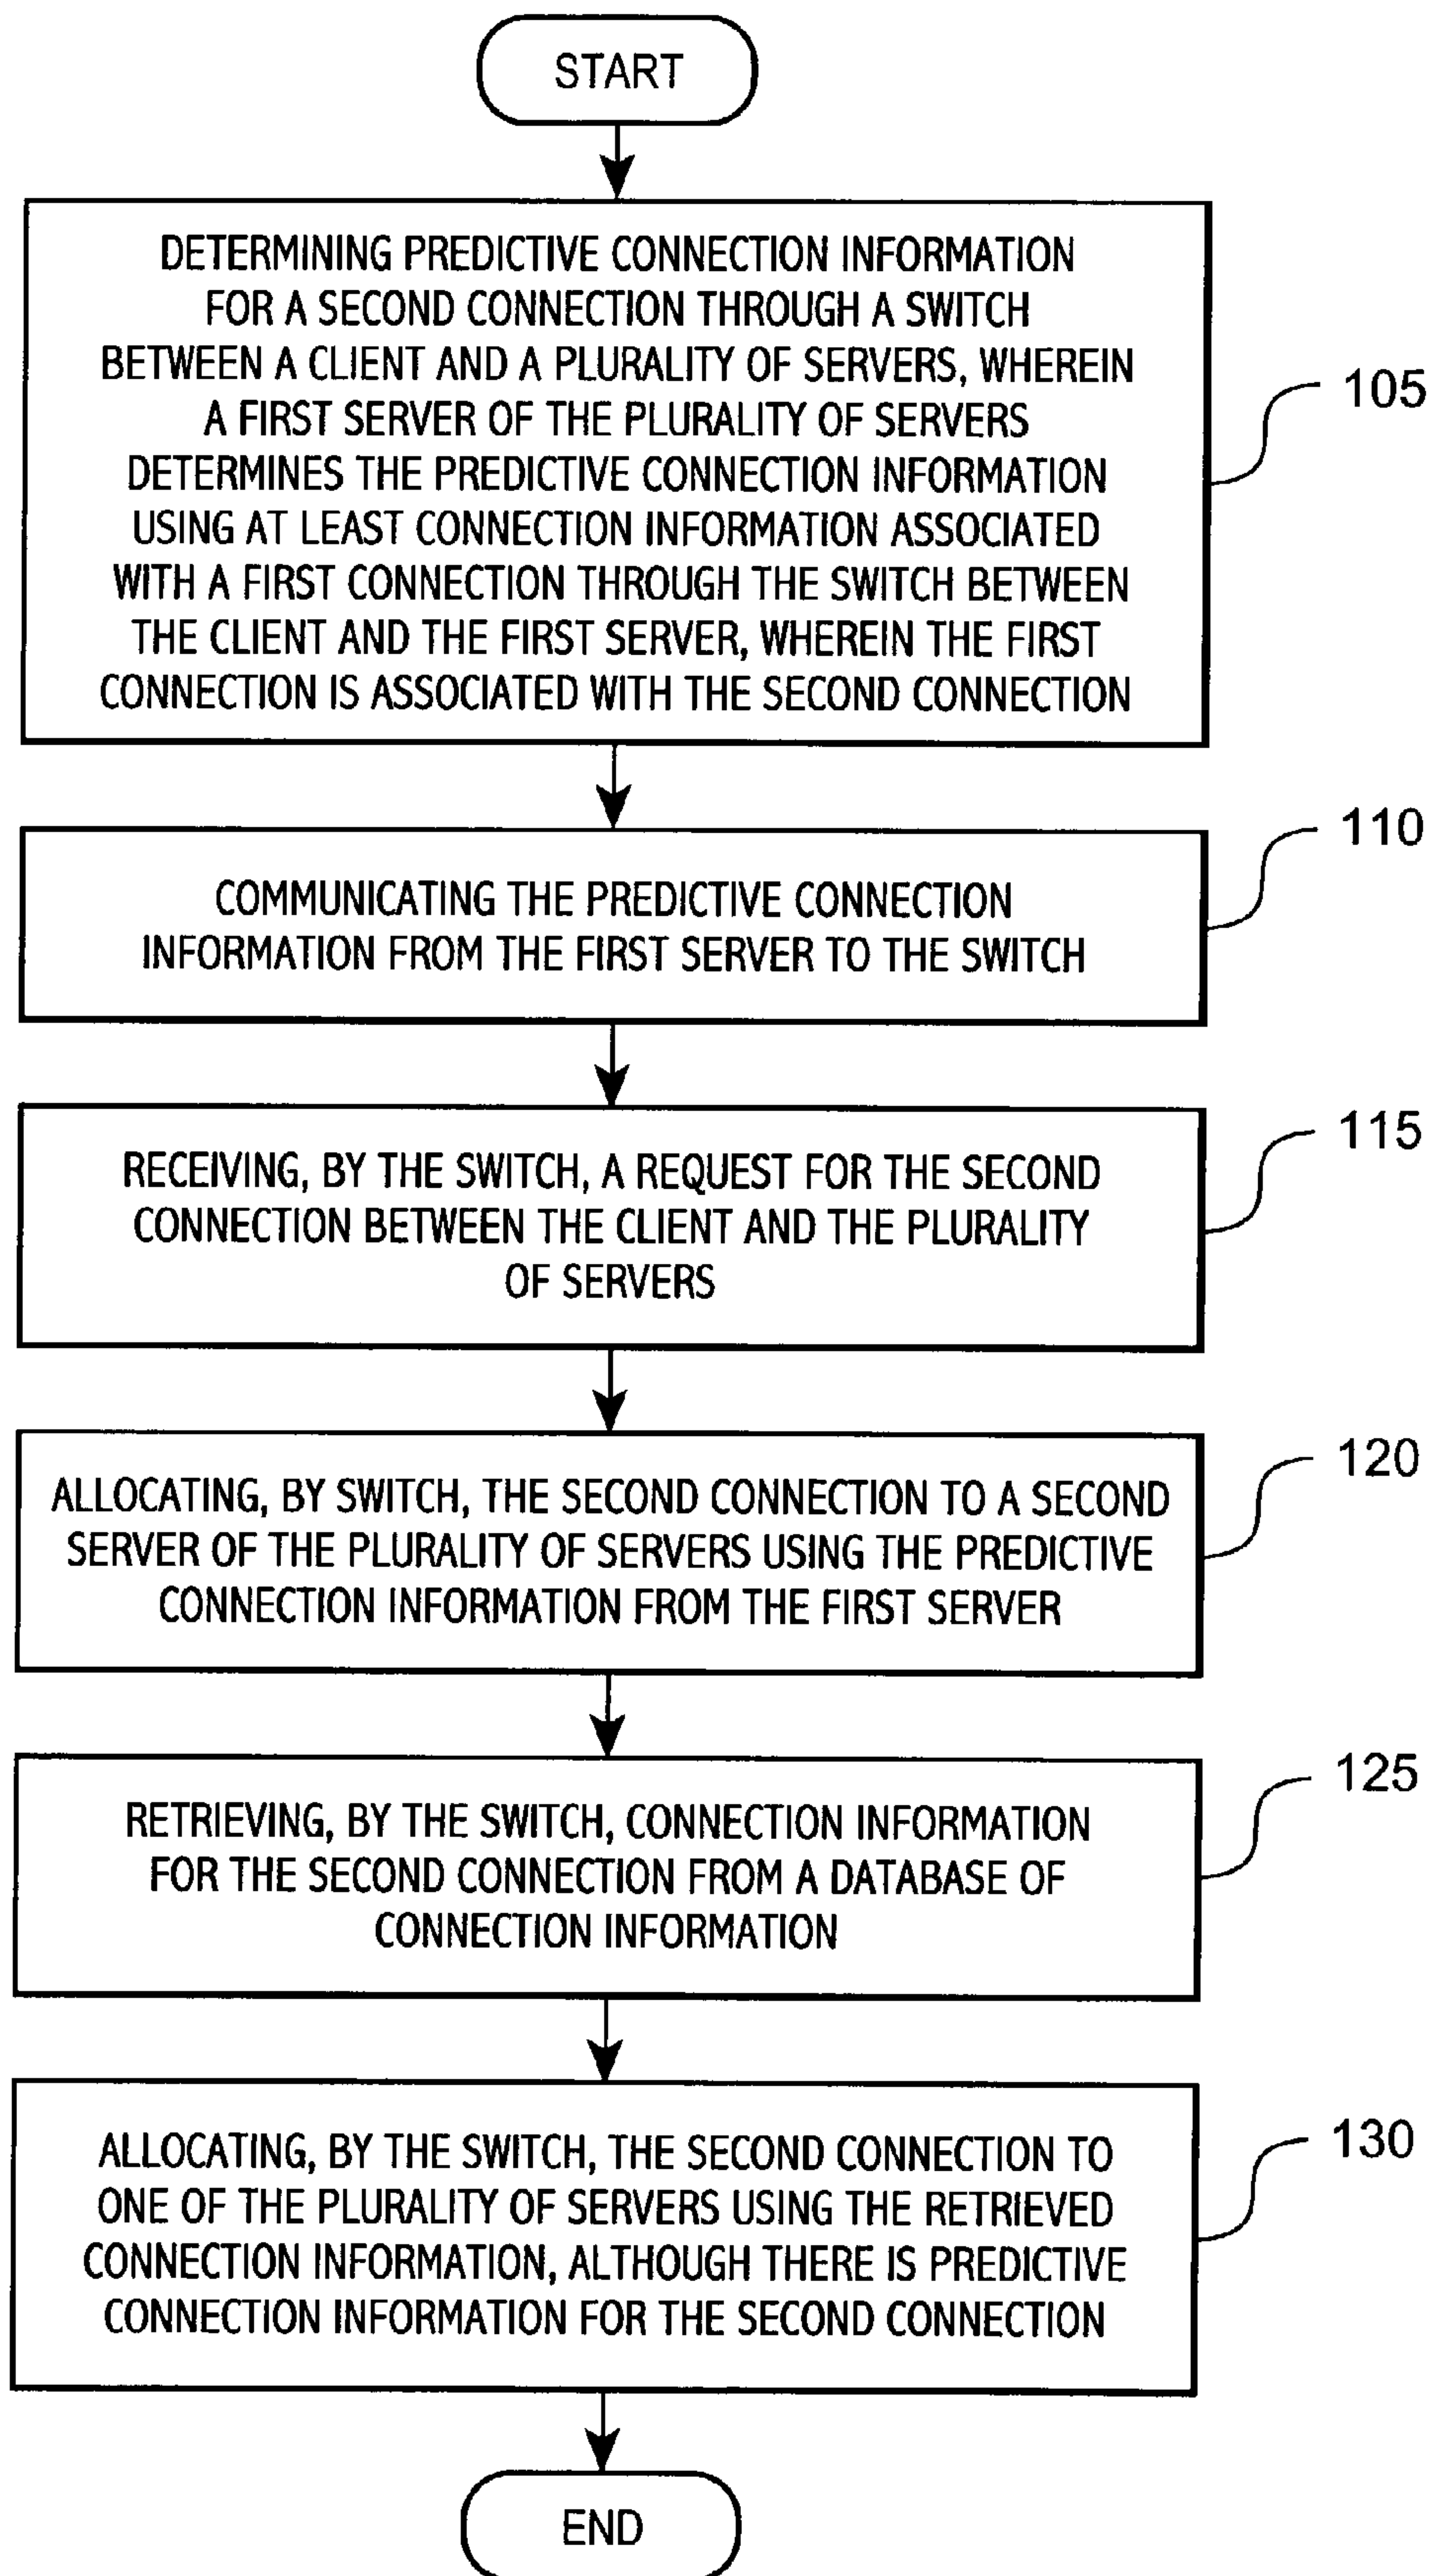 START
DETERMINING PREDICTIVE CONNECTION INFORMATION
FOR A SECOND CONNECTION THROUGH A SWITCH
BETWEEN A CLIENT AND A PLURALITY OF SERVERS, WHEREIN
A FIRST SERVER OF THE PLURALITY OF SERVERS
DETERMINES THE PREDICTIVE CONNECTION INFORMATION
USING AT LEAST CONNECTION INFORMATION ASSOCIATED
WITH A FIRST CONNECTION THROUGH THE SWITCH BETWEEN
THE CLIENT AND THE FIRST SERVER, WHEREIN THE FIRST
CONNECTION IS ASSOCIATED WITH THE SECOND CONNECTION
105
COMMUNICATING THE PREDICTIVE CONNECTION
INFORMATION FROM THE FIRST SERVER TO THE SWITCH
110
RECEIVING, BY THE SWITCH, A REQUEST FOR THE SECOND
CONNECTION BETWEEN THE CLIENT AND THE PLURALITY
OF SERVERS
115
ALLOCATING, BY SWITCH, THE SECOND CONNECTION TO A SECOND
SERVER OF THE PLURALITY OF SERVERS USING THE PREDICTIVE
CONNECTION INFORMATION FROM THE FIRST SERVER
120
RETRIEVING, BY THE SWITCH, CONNECTION INFORMATION
FOR THE SECOND CONNECTION FROM A DATABASE OF
CONNECTION INFORMATION
125
ALLOCATING, BY THE SWITCH, THE SECOND CONNECTION TO
ONE OF THE PLURALITY OF SERVERS USING THE RETRIEVED
CONNECTION INFORMATION, ALTHOUGH THERE IS PREDICTIVE
CONNECTION INFORMATION FOR THE SECOND CONNECTION
130
END